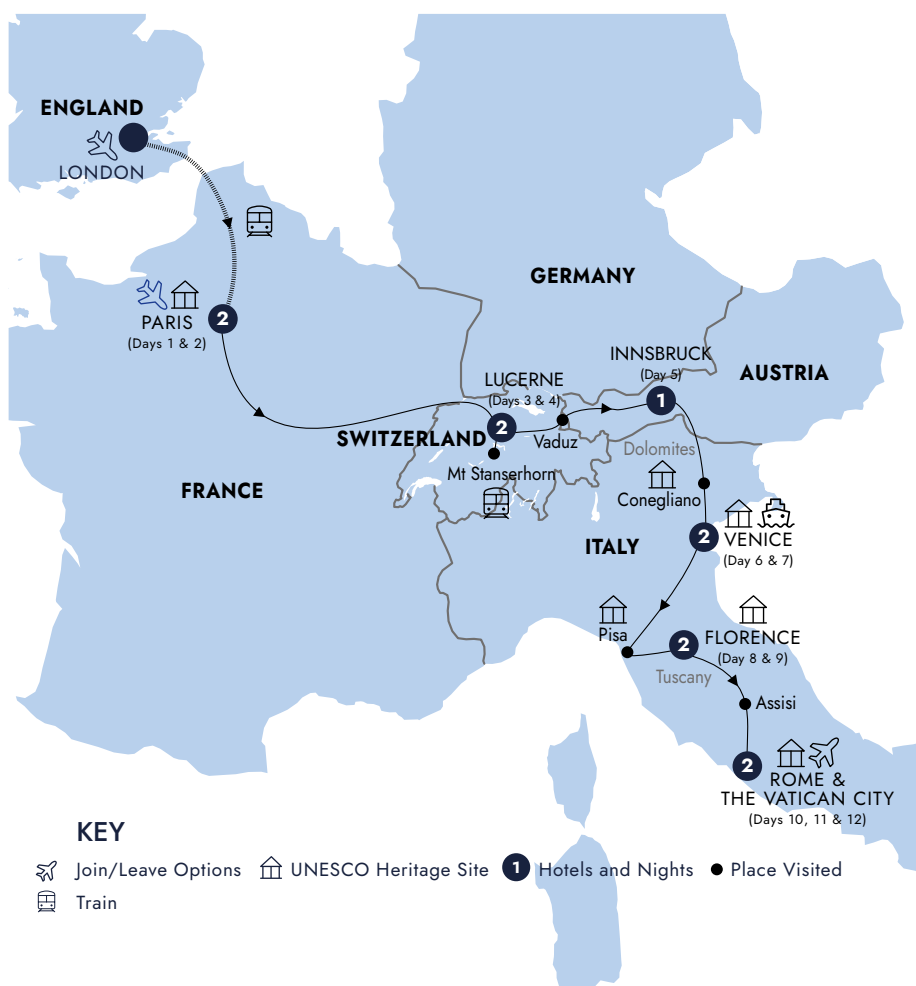 ENGLAND
LONDON
GERMANY
PARIS
2
(Days 1 & 2)
INNSBRUCK
(Day 5)
AUSTRIA
LUCERNE
(Days 3 & 4)
1
2
SWITZERLAND
Vaduz
Dolomites
Mt Stanserhorn
FRANCE
Conegliano
ITALY
2
VENICE
(Day 6 & 7)
Pisa
2
FLORENCE
(Day 8 & 9)
Tuscany
Assisi
2
ROME &
THE VATICAN CITY
(Days 10, 11 & 12)
KEY
Join/Leave Options
UNESCO Heritage Site
1
Hotels and Nights
Place Visited
Train